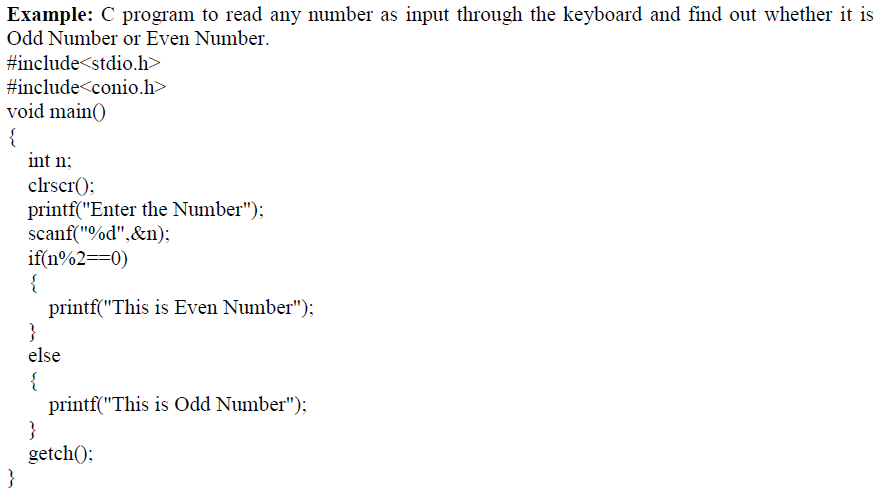 Example: C program to read any number as input through the keyboard and find out whether it is
Odd Number or Even Number.
#include<stdio.h>
#include<conio.h>
void main()
{
int n;
clrscr();
printf("Enter the Number");
scanf("%d",&n);
if(n%2==0)
{
printf("This is Even Number");
}
else
{
printf("This is Odd Number");
}
getch();
}